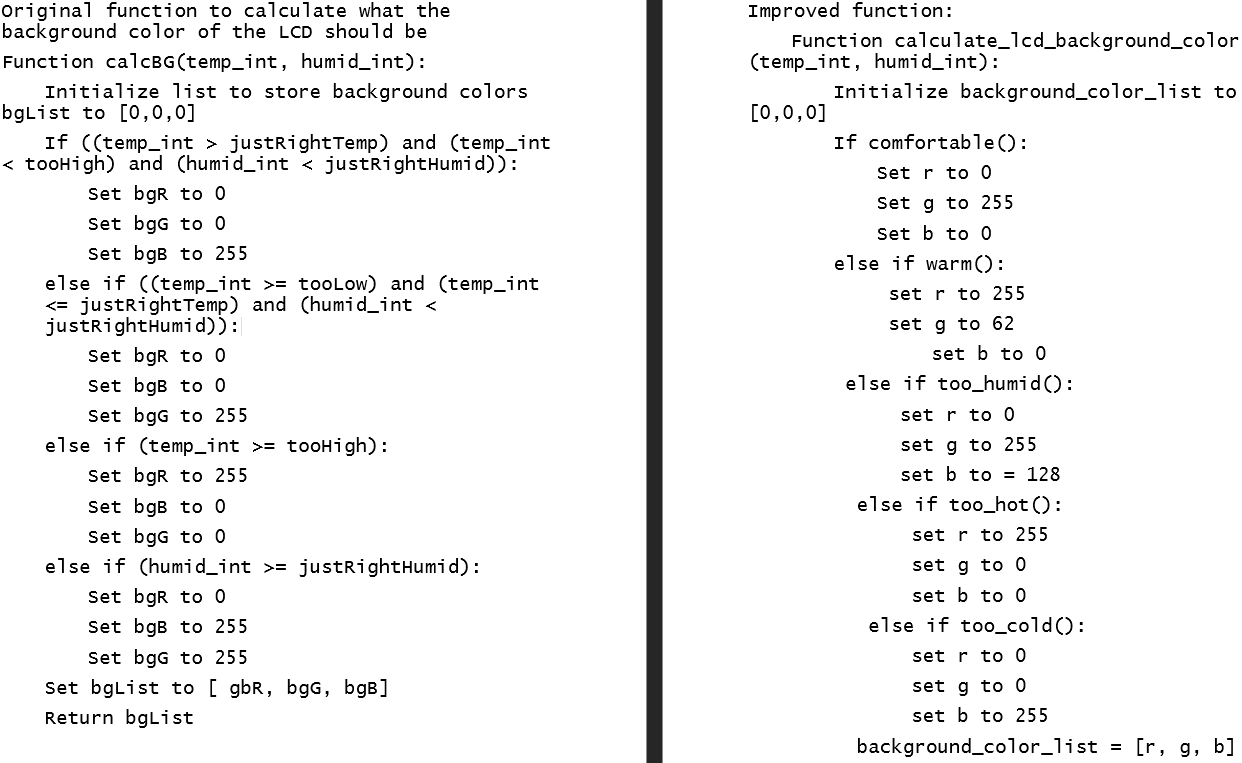 Original function to calculate what the
background color of the LCD should be
Function calcBG(temp_int, humid_int):
Initialize list to store background colors
bgList to [0,0,0]
If ((temp_int > justRightTemp) and (temp_int
< tooHigh) and (humid_int < justRightHumid)):
Set bgR to 0
Set bgG to 0
Set bgB to 255
else if ((temp_int >= tooLow) and (temp_int
<= justRightTemp) and (humid_int <
justRightHumid)):
Set bgR to 0
Set bgB to 0
Set bgG to 255
else if (temp_int >= tooHigh):
Set bgR to 255
Set bgB to 0
Set bgG to 0
else if (humid_int >= justRightHumid):
Set bgR to 0
Set bgB to 255
Set bgG to 255
Set bgList to [ gbR, bgG, bgB]
Return bgList
Improved function:
Function calculate_lcd_background_color
(temp_int, humid_int):
Initialize background_color_list to
[0,0,0]
If comfortable():
Set r to 0
Set g to 255
Set b to 0
else if warm():
set r to 255
set g to 62
set b to 0
else if too_humid():
set r to 0
set g to 255
set b to = 128
else if too_hot():
set r to 255
set g to 0
set b to 0
else if too_cold():
set r to 0
set g to 0
set b to 255
background_color_list = [r, g, b]